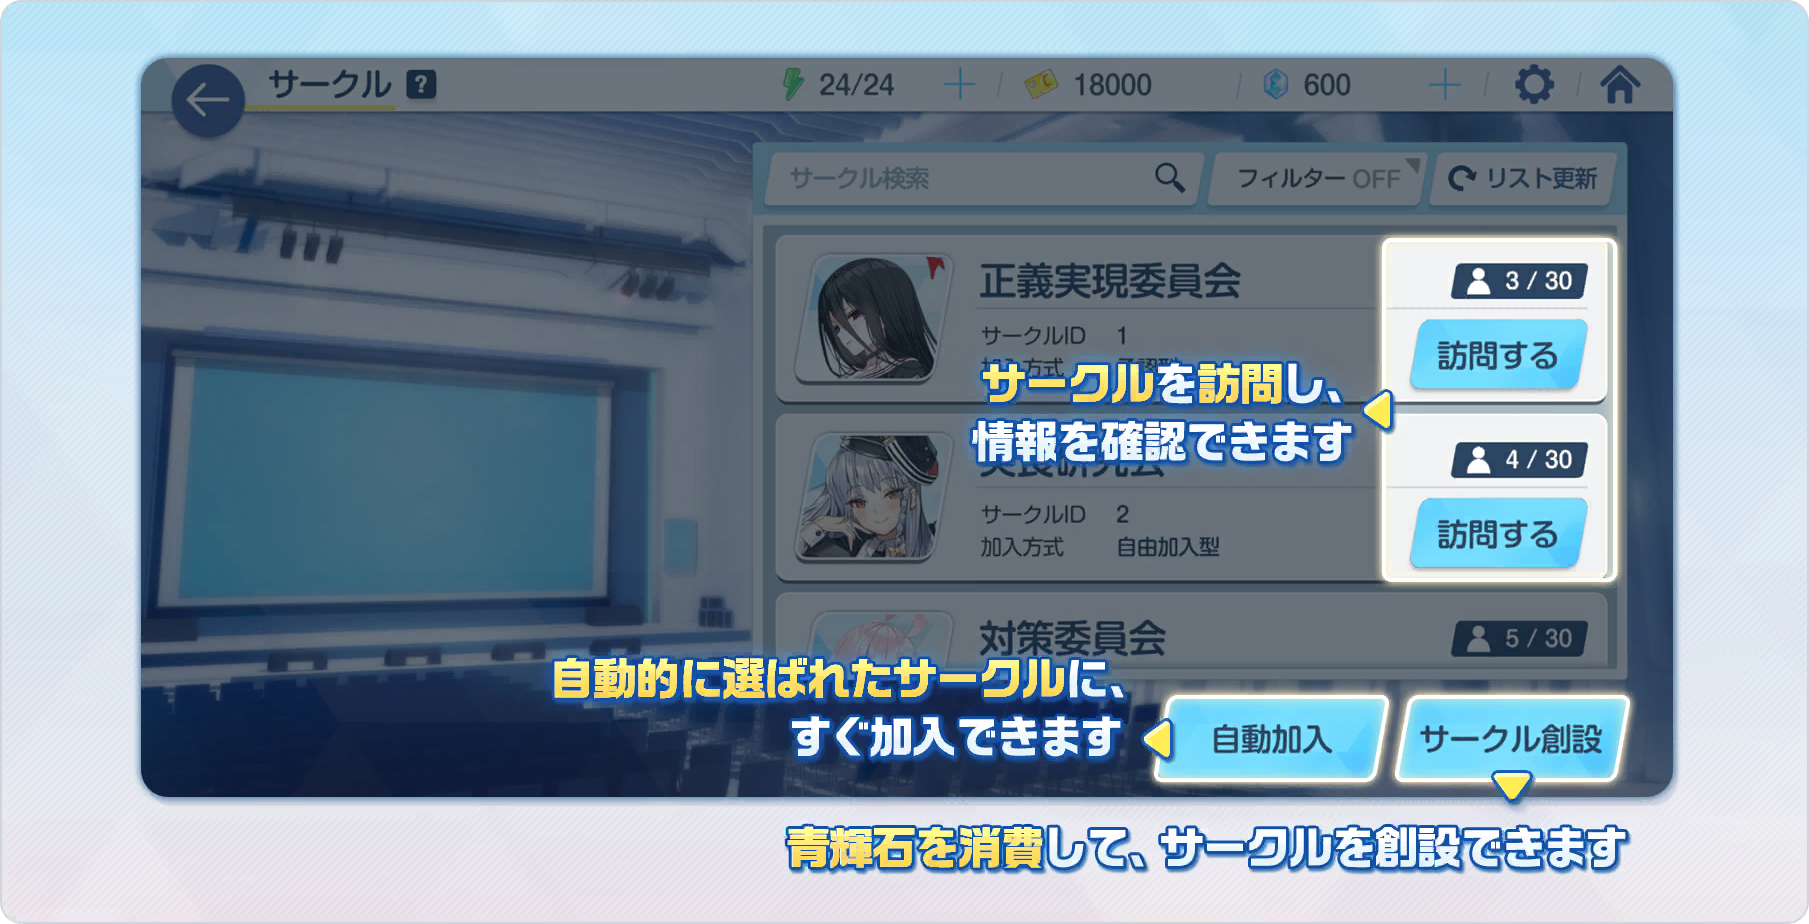 サークル ?
24/24
18000
600
サークル検索
フィルター OFF
リスト更新
正義実現委員会
3 / 30
サークルID 1
加入方式
訪問する
サークルを訪問し、
情報を確認できます
4 / 30
サークルID 2
加入方式 自由加入型
訪問する
対策委員会
5 / 30
自動的に選ばれたサークルに、
すぐ加入できます
自動加入
サークル創設
青輝石を消費して、サークルを創設できます